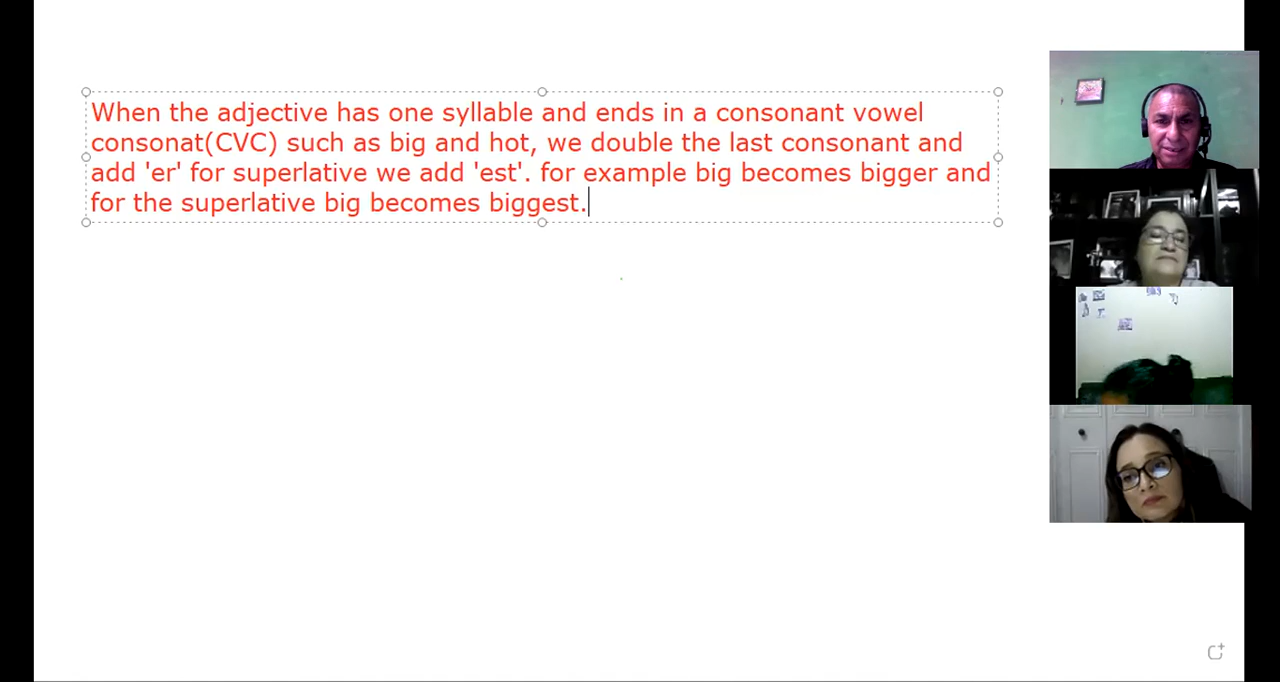 When the adjective has one syllable and ends in a consonant vowel
consonat(CVC) such as big and hot, we double the last consonant and
add 'er' for superlative we add 'est'. for example big becomes bigger and
for the superlative big becomes biggest.